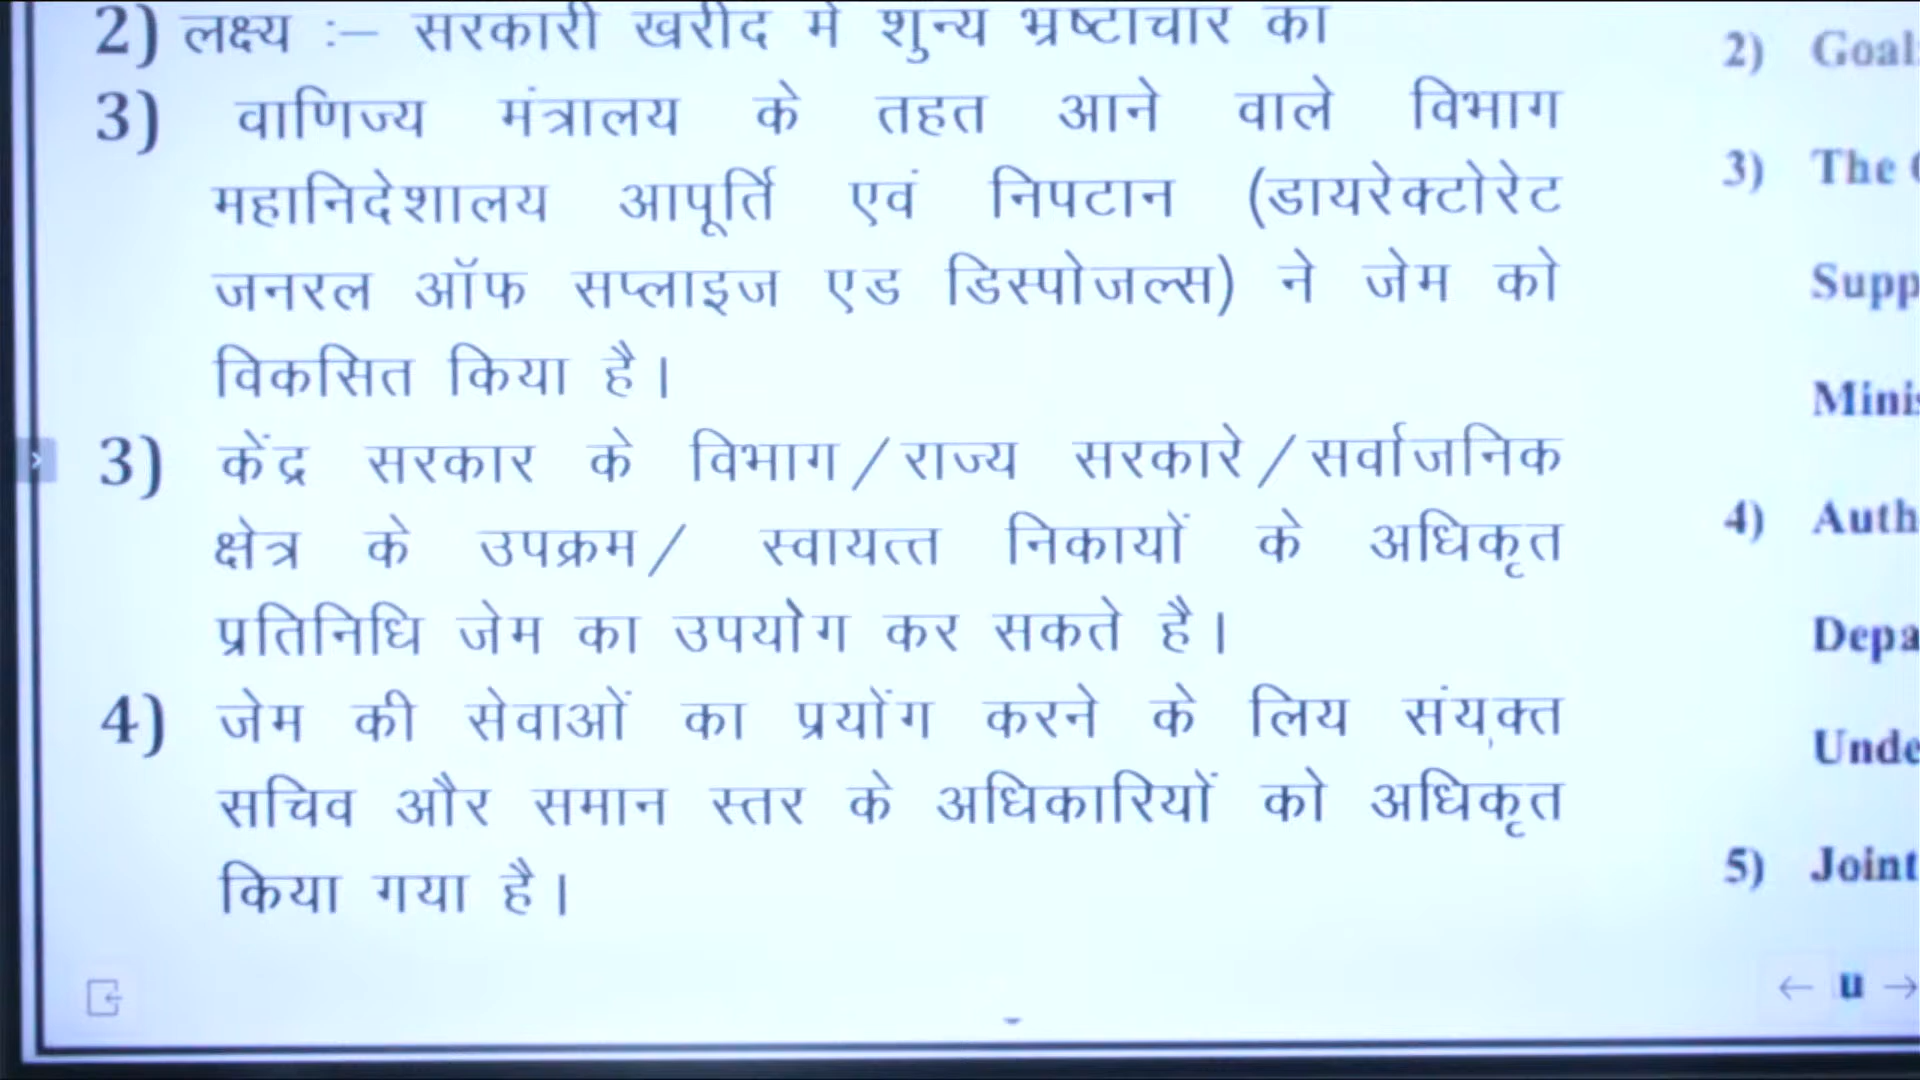 2) लक्ष्य :– सरकारी खरीद मे शुन्य भ्रष्टाचार का
3) वाणिज्य मंत्रालय के तहत आने वाले विभाग
महानिदेशालय आपूर्ति एवं निपटान (डायरेक्टोरेट
जनरल ऑफ सप्लाइज एड डिस्पोजल्स) ने जेम को
विकसित किया है।
3) केंद्र सरकार के विभाग/राज्य सरकारे/सर्वाजनिक
क्षेत्र के उपक्रम/ स्वायत्त निकायों के अधिकृत
प्रतिनिधि जेम का उपयोेग कर सकते है।
4) जेम की सेवाओं का प्रयोंग करने के लिय संयुक्त
सचिव और समान स्तर के अधिकारियों को अधिकृत
किया गया है।
2) Goal
3) The
Supp
Minis
4) Auth
Depa
Unde
5) Joint
← u →